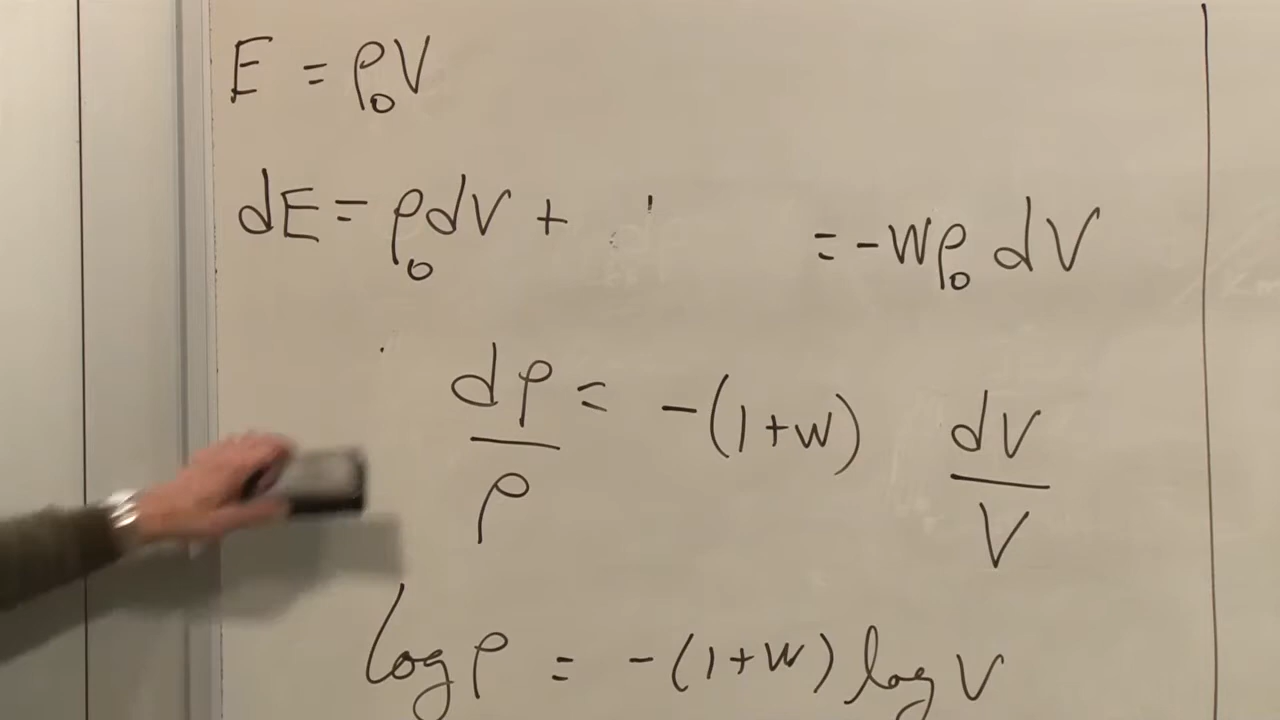 E = ρ₀V
dE = ρ₀dV + = -wρ₀ dV
dρ/ρ = -(1+w) dV/V
log ρ = -(1+w) log V